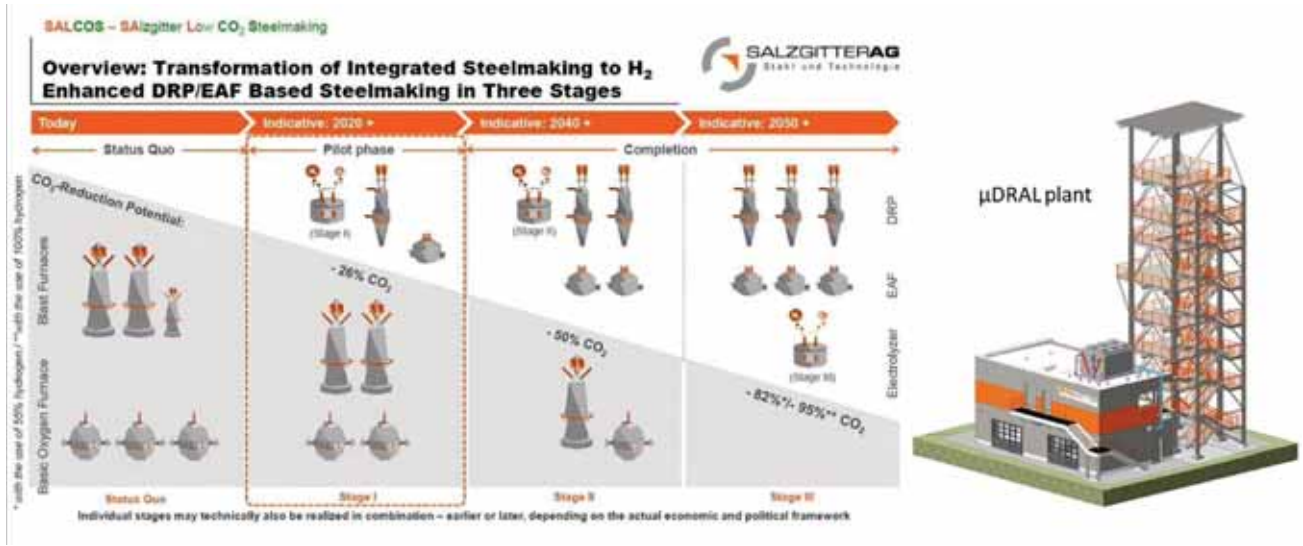 SALCOS – SAlzgitter Low CO₂ Steelmaking
SALZGITTERAG
Stahl und Technologie
Overview: Transformation of Integrated Steelmaking to H₂
Enhanced DRP/EAF Based Steelmaking in Three Stages
Today
Indicative: 2020 +
Indicative: 2040 +
Indicative: 2050 +
Status Quo
Pilot phase
Completion
CO₂-Reduction Potential:
(Stage I)
(Stage II)
(Stage III)
- 26% CO₂
- 50% CO₂
- 82%*/- 95%** CO₂
Blast Furnaces
Basic Oxygen Furnace
DRP
EAF
Electrolyzer
* with the use of 55% hydrogen / **with the use of 100% hydrogen
Status Quo
Stage I
Stage II
Stage III
Individual stages may technically also be realized in combination – earlier or later, depending on the actual economic and political framework
µDRAL plant